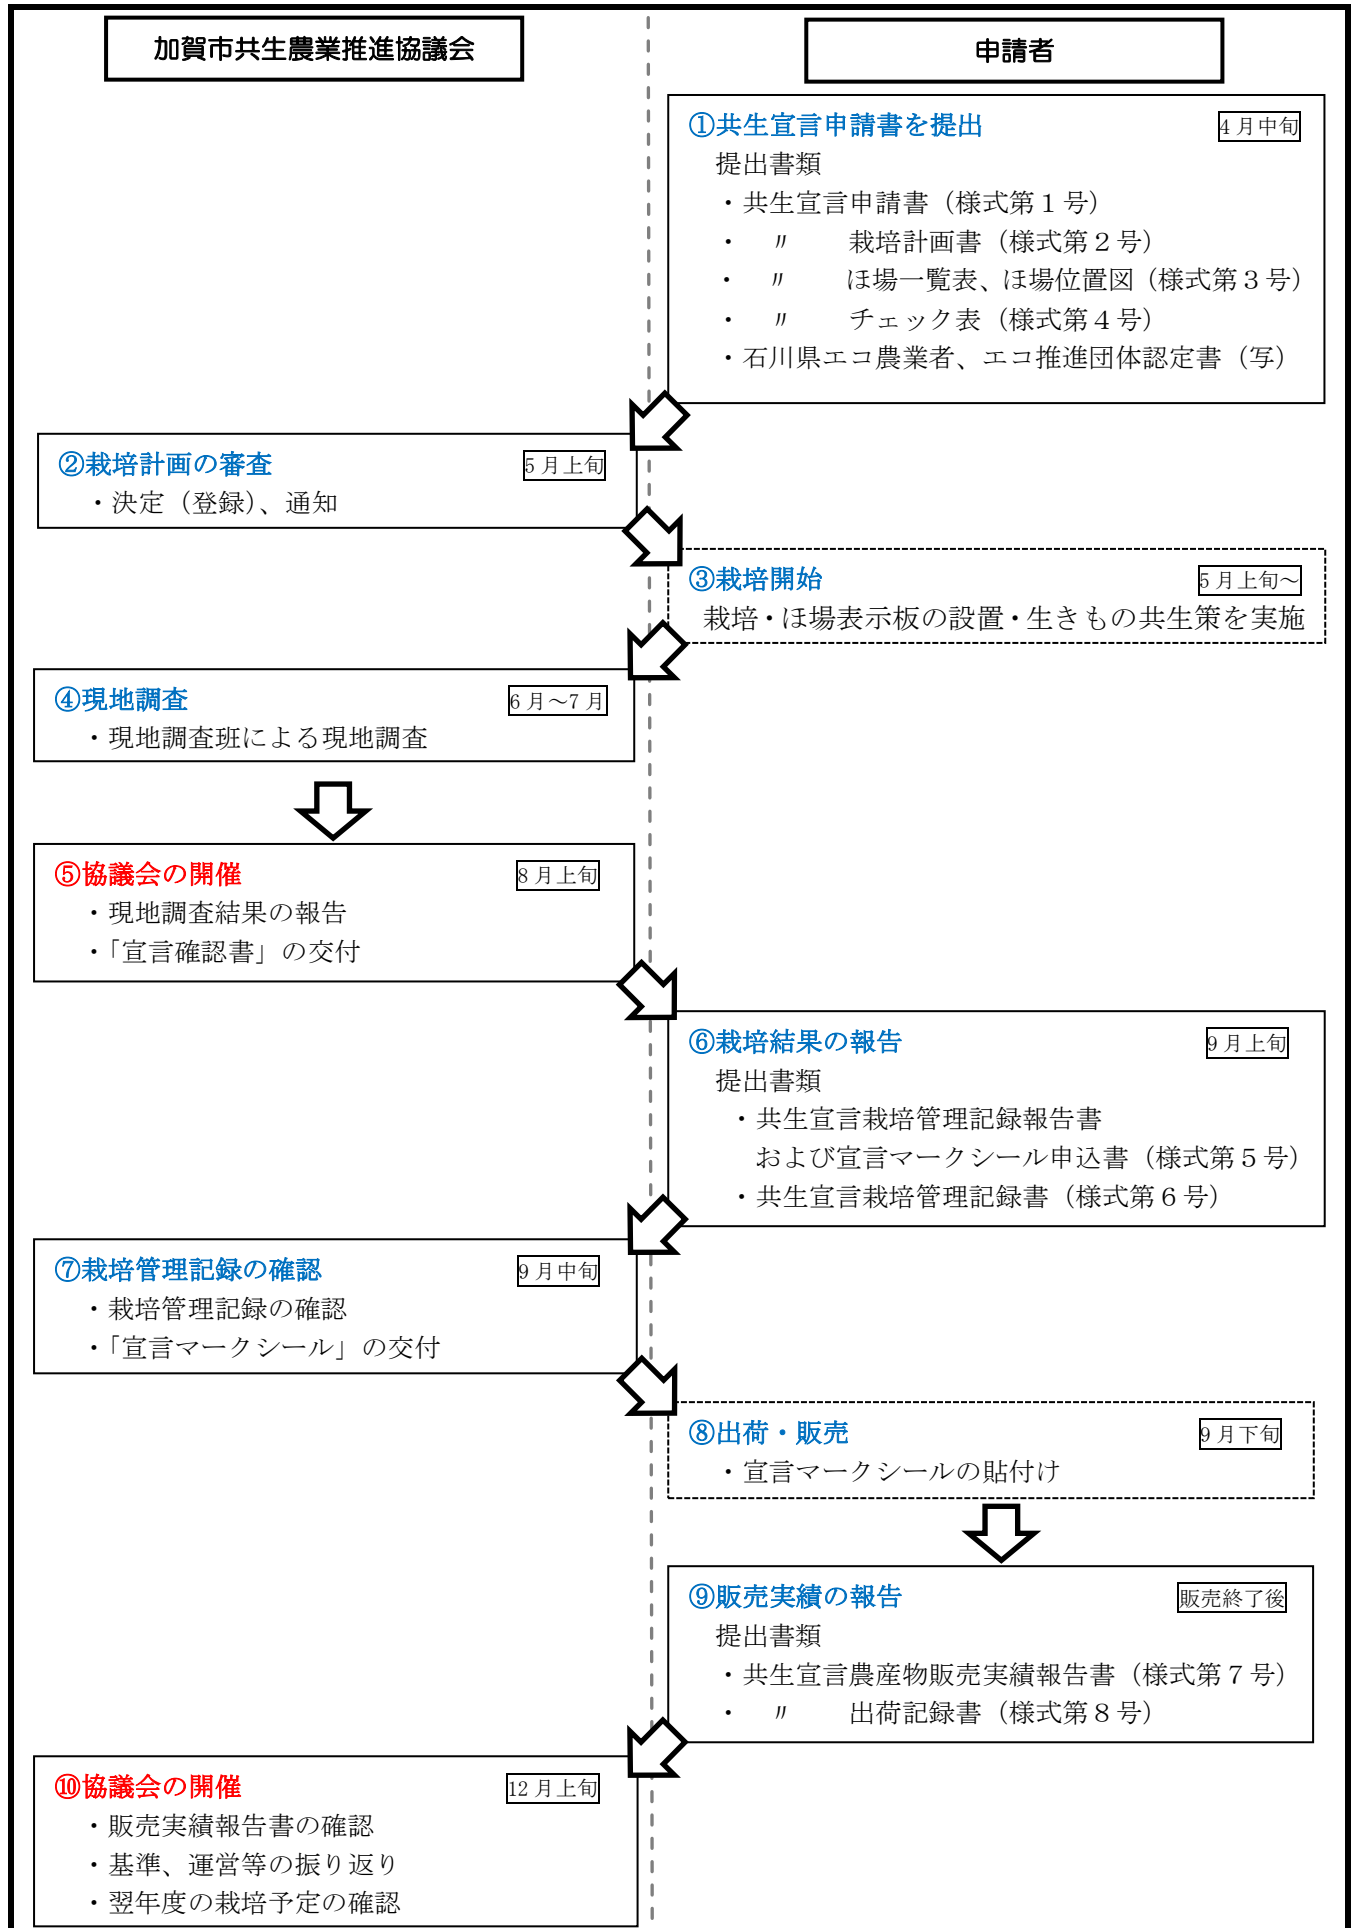 加賀市共生農業推進協議会
申請者
①共生宣言申請書を提出 4月中旬
提出書類
・共生宣言申請書（様式第１号）
・　〃　　栽培計画書（様式第２号）
・　〃　　ほ場一覧表、ほ場位置図（様式第３号）
・　〃　　チェック表（様式第４号）
・石川県エコ農業者、エコ推進団体認定書（写）
②栽培計画の審査 5月上旬
・決定（登録）、通知
③栽培開始 5月上旬～
栽培・ほ場表示板の設置・生きもの共生策を実施
④現地調査 6月～7月
・現地調査班による現地調査
⑤協議会の開催 8月上旬
・現地調査結果の報告
・「宣言確認書」の交付
⑥栽培結果の報告 9月上旬
提出書類
・共生宣言栽培管理記録報告書
および宣言マークシール申込書（様式第５号）
・共生宣言栽培管理記録書（様式第６号）
⑦栽培管理記録の確認 9月中旬
・栽培管理記録の確認
・「宣言マークシール」の交付
⑧出荷・販売 9月下旬
・宣言マークシールの貼付け
⑨販売実績の報告 販売終了後
提出書類
・共生宣言農産物販売実績報告書（様式第７号）
・　〃　　出荷記録書（様式第８号）
⑩協議会の開催 12月上旬
・販売実績報告書の確認
・基準、運営等の振り返り
・翌年度の栽培予定の確認